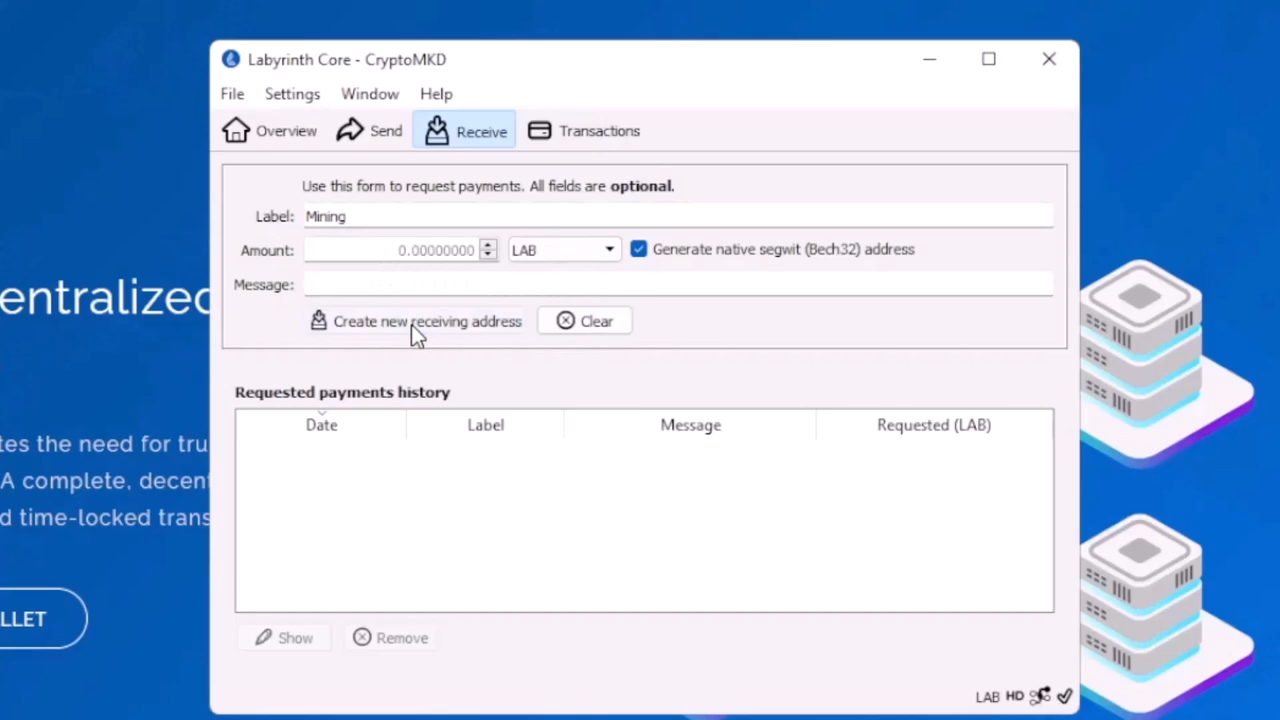 Labyrinth Core - CryptoMKD
File Settings Window Help
Overview Send Receive Transactions
Use this form to request payments. All fields are optional.
Label: Mining
Amount: 0.00000000 LAB Generate native segwit (Bech32) address
Message:
Create new receiving address Clear
Requested payments history
Date Label Message Requested (LAB)
Show Remove
LAB HD
entralized
tes the need for tru
A complete, decent
d time-locked trans
LLET